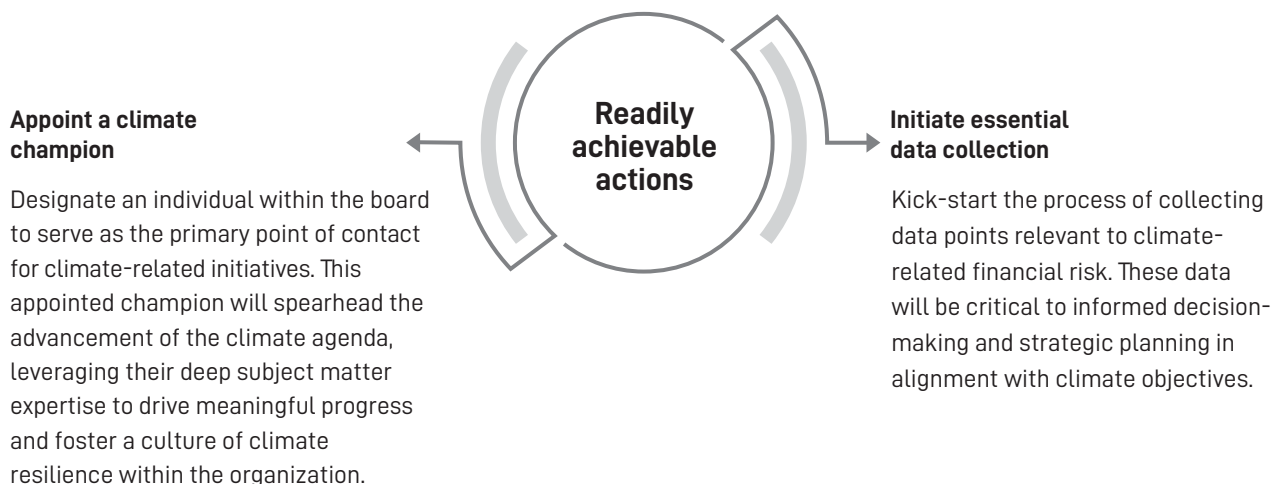 Readily
achievable
actions
Appoint a climate
champion
Designate an individual within the board
to serve as the primary point of contact
for climate-related initiatives. This
appointed champion will spearhead the
advancement of the climate agenda,
leveraging their deep subject matter
expertise to drive meaningful progress
and foster a culture of climate
resilience within the organization.
Initiate essential
data collection
Kick-start the process of collecting
data points relevant to climate-
related financial risk. These data
will be critical to informed decision-
making and strategic planning in
alignment with climate objectives.